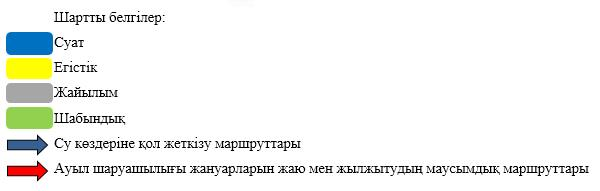 Шартты белгілер:
Суат
Егістік
Жайылым
Шабындық
Су көздеріне қол жеткізу маршруттары
Ауыл шаруашылығы жануарларын жаю мен жылжытудың маусымдық маршруттары